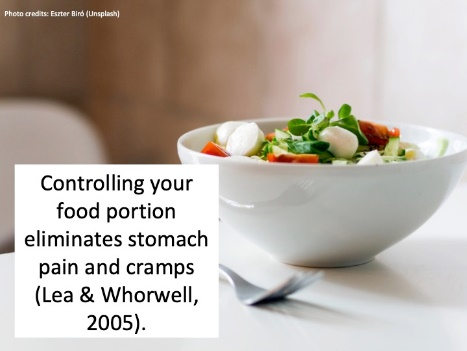 Photo credits: Eszter Biró (Unsplash)
Controlling your
food portion
eliminates stomach
pain and cramps
(Lea & Whorwell,
2005).